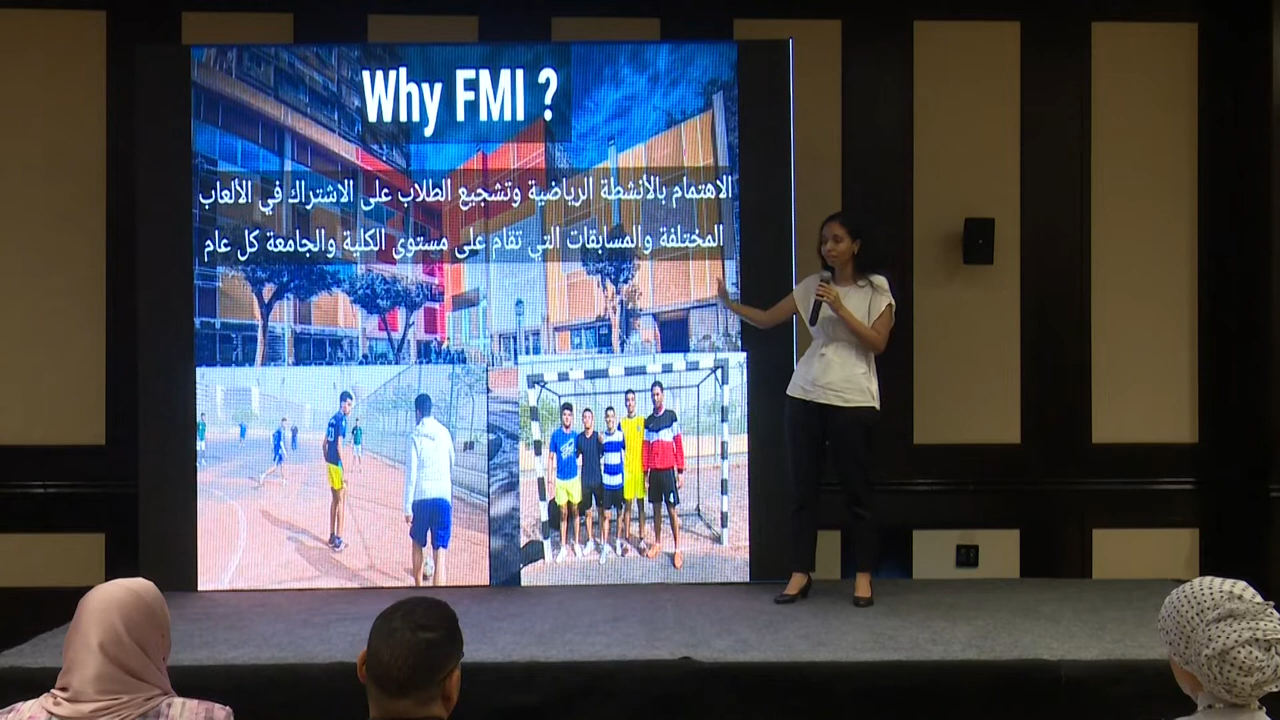 Why FMI ?
الاهتمام بالأنشطة الرياضية وتشجيع الطلاب على الاشتراك في الألعاب
المختلفة والمسابقات التي تقام على مستوى الكلية والجامعة كل عام